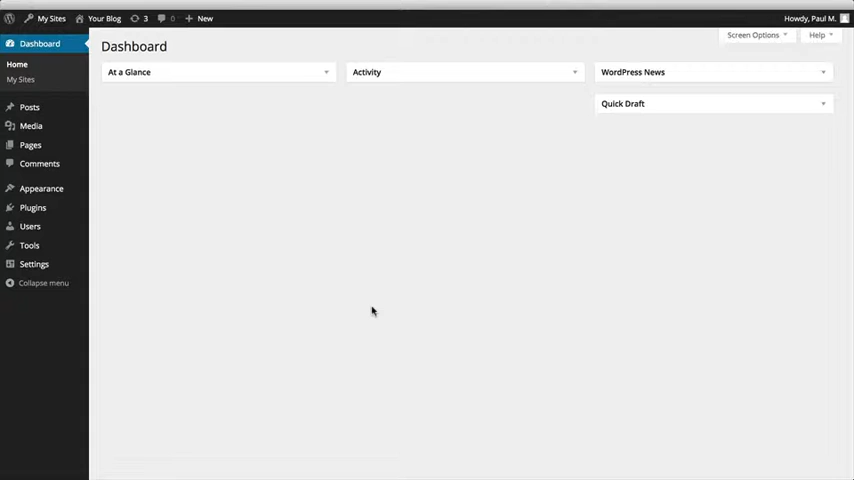 My Sites Your Blog 3 0 New Howdy, Paul M.
Dashboard
Home
My Sites
Posts
Media
Pages
Comments
Appearance
Plugins
Users
Tools
Settings
Collapse menu
Screen Options Help
Dashboard
At a Glance
Activity
WordPress News
Quick Draft